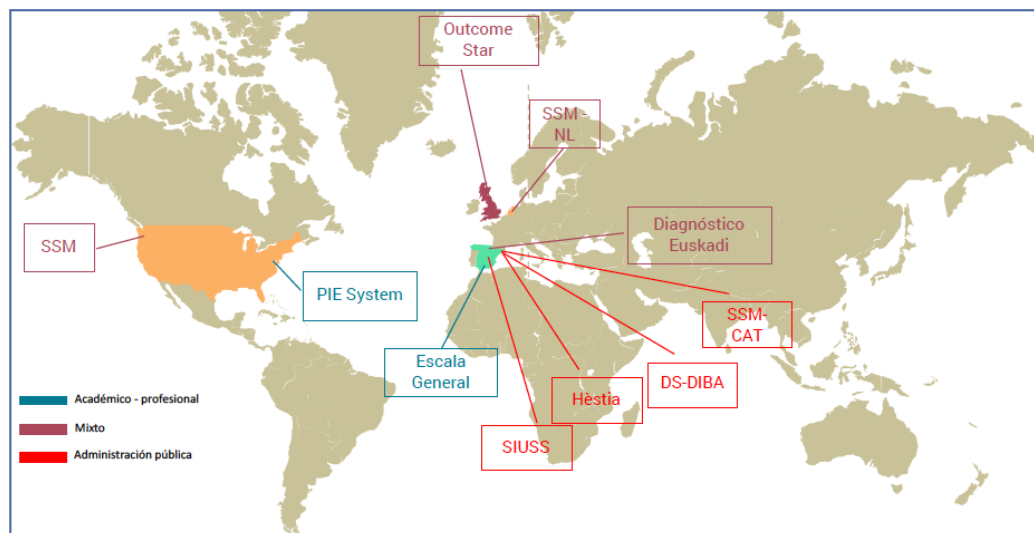 Outcome
Star
SSM -
NL
SSM
Diagnóstico
Euskadi
PIE System
SSM-
CAT
Escala
General
DS-DIBA
Hèstia
SIUSS
Académico - profesional
Mixto
Administración pública